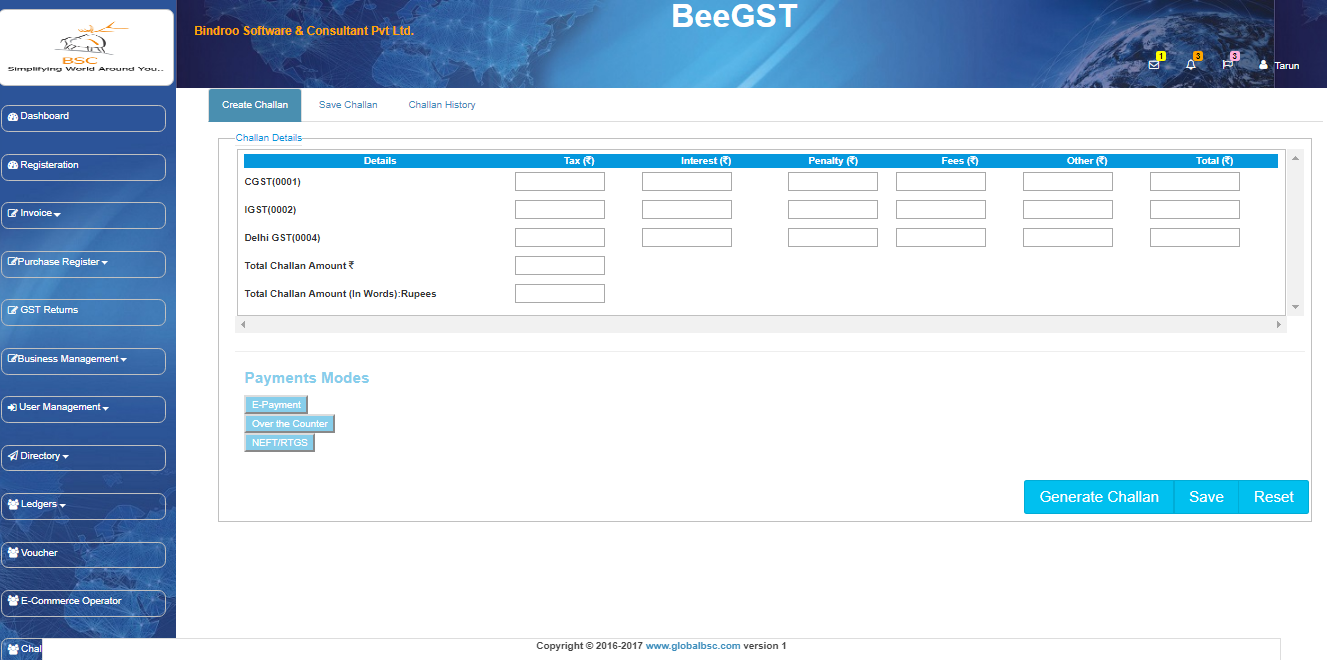 BSC
Simplifying World Around You..
Bindroo Software & Consultant Pvt Ltd.
BeeGST
1
3
3
Tarun
Dashboard
Registeration
Invoice
Purchase Register
GST Returns
Business Management
User Management
Directory
Ledgers
Voucher
E-Commerce Operator
Chal
Create Challan Save Challan Challan History
Challan Details
Details Tax (₹) Interest (₹) Penalty (₹) Fees (₹) Other (₹) Total (₹)
CGST(0001)
IGST(0002)
Delhi GST(0004)
Total Challan Amount ₹
Total Challan Amount (In Words):Rupees
Payments Modes
E-Payment
Over the Counter
NEFT/RTGS
Generate Challan Save Reset
Copyright © 2016-2017 www.globalbsc.com version 1